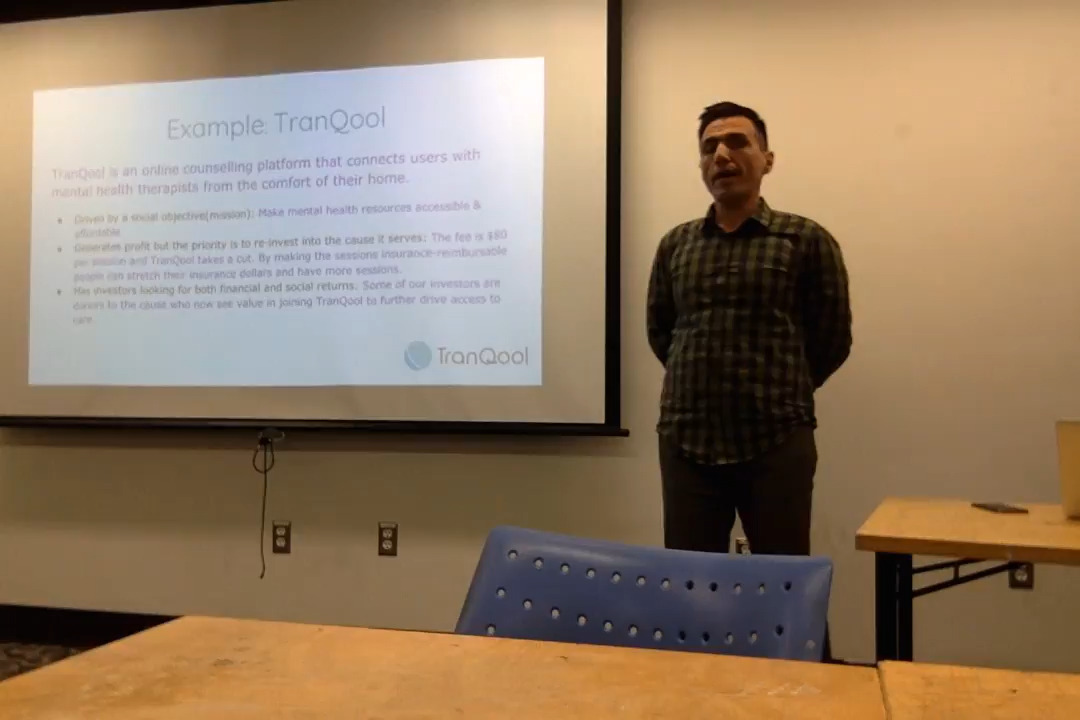 Example: TranQool
TranQool is an online counselling platform that connects users with
mental health therapists from the comfort of their home.
• Driven by a social objective(mission): Make mental health resources accessible &
affordable
• Generates profit but the priority is to re-invest into the cause it serves: The fee is $80
per session and TranQool takes a cut. By making the sessions insurance-reimbursable
people can stretch their insurance dollars and have more sessions.
• Has investors looking for both financial and social returns. Some of our investors are
donors to the cause who now see value in joining TranQool to further drive access to
care.
TranQool